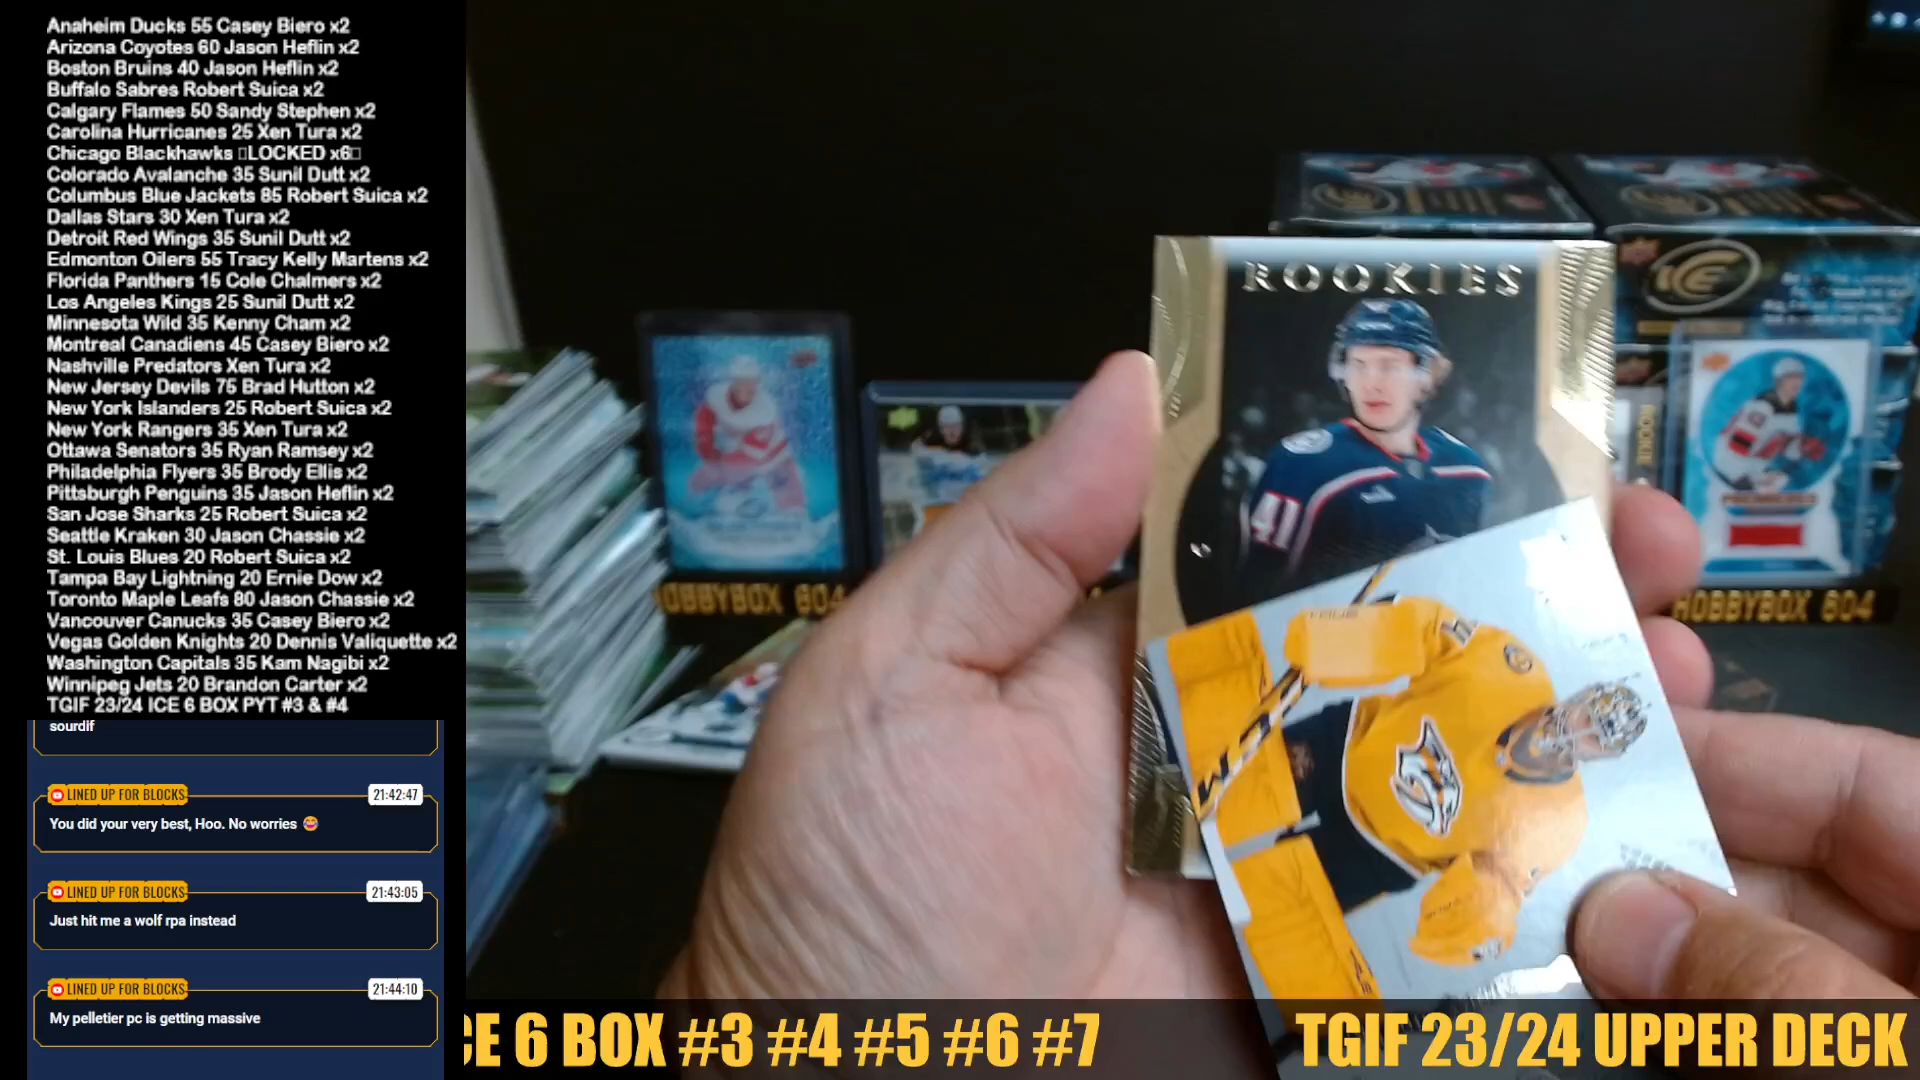 Anaheim Ducks 55 Casey Biero x2
Arizona Coyotes 60 Jason Heflin x2
Boston Bruins 40 Jason Heflin x2
Buffalo Sabres Robert Suica x2
Calgary Flames 50 Sandy Stephen x2
Carolina Hurricanes 25 Xen Tura x2
Chicago Blackhawks LOCKED x6
Colorado Avalanche 35 Sunil Dutt x2
Columbus Blue Jackets 85 Robert Suica x2
Dallas Stars 30 Xen Tura x2
Detroit Red Wings 35 Sunil Dutt x2
Edmonton Oilers 55 Tracy Kelly Martens x2
Florida Panthers 15 Cole Chalmers x2
Los Angeles Kings 25 Sunil Dutt x2
Minnesota Wild 35 Kenny Cham x2
Montreal Canadiens 45 Casey Biero x2
Nashville Predators Xen Tura x2
New Jersey Devils 75 Brad Hutton x2
New York Islanders 25 Robert Suica x2
New York Rangers 35 Xen Tura x2
Ottawa Senators 35 Ryan Ramsey x2
Philadelphia Flyers 35 Brody Ellis x2
Pittsburgh Penguins 35 Jason Heflin x2
San Jose Sharks 25 Robert Suica x2
Seattle Kraken 30 Jason Chassie x2
St. Louis Blues 20 Robert Suica x2
Tampa Bay Lightning 20 Ernie Dow x2
Toronto Maple Leafs 80 Jason Chassie x2
Vancouver Canucks 35 Casey Biero x2
Vegas Golden Knights 20 Dennis Valiquette x2
Washington Capitals 35 Kam Nagibi x2
Winnipeg Jets 20 Brandon Carter x2
TGIF 23/24 ICE 6 BOX PYT #3 & #4
sourdif
LINED UP FOR BLOCKS 21:42:47
You did your very best, Hoo. No worries 😂
LINED UP FOR BLOCKS 21:43:05
Just hit me a wolf rpa instead
LINED UP FOR BLOCKS 21:44:10
My pelletier pc is getting massive
ROOKIES
41
ICE
ROOKIE
HOBBYBOX 604
HOBBYBOX 604
CE 6 BOX #3 #4 #5 #6 #7
TGIF 23/24 UPPER DECK